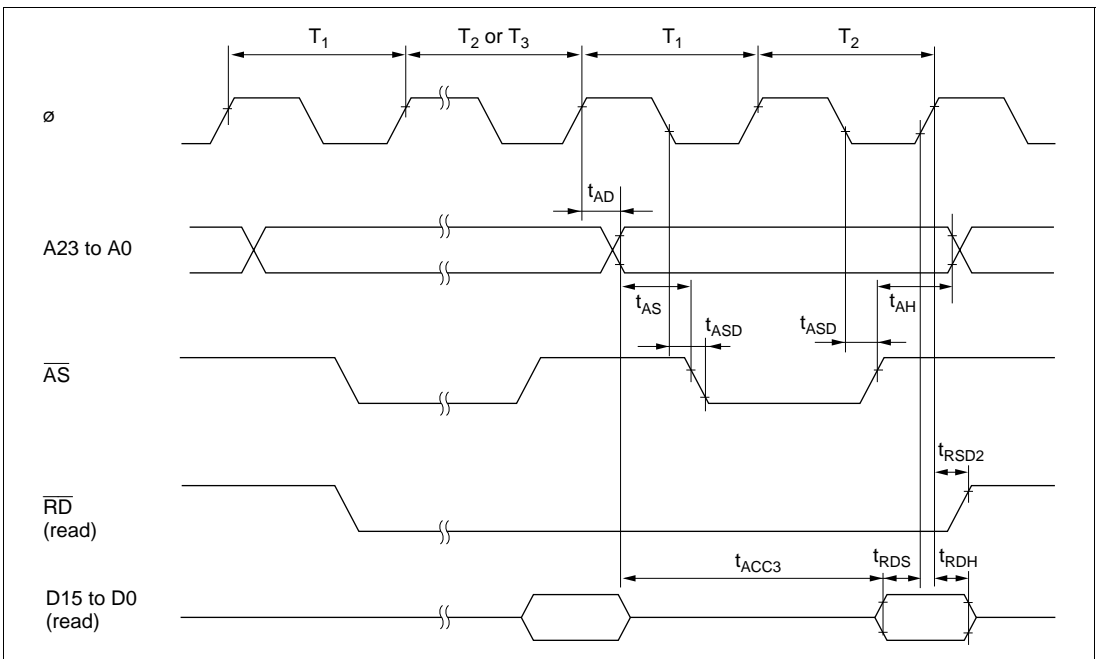 T1 T2 or T3 T1 T2
ø
tAD
A23 to A0
tAS tASD tASD tAH
AS
tRSD2
RD
(read)
tACC3 tRDS tRDH
D15 to D0
(read)